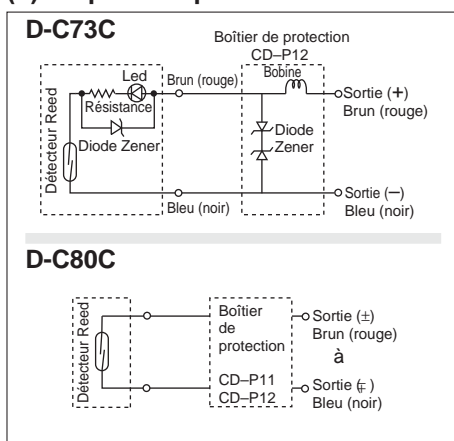 D-C73C
Boîtier de protection
CD–P12
Led
Brun (rouge)
Bobine
Sortie (+)
Brun (rouge)
Résistance
Diode Zener
Diode
Zener
Détecteur Reed
Bleu (noir)
Sortie (—)
Bleu (noir)
D-C80C
Détecteur Reed
Boîtier
de
protection
CD–P11
CD–P12
Sortie (±)
Brun (rouge)
à
Sortie (∓)
Bleu (noir)